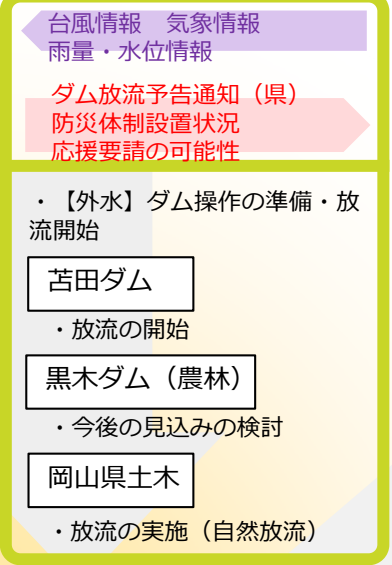 台風情報　気象情報
雨量・水位情報
ダム放流予告通知（県）
防災体制設置状況
応援要請の可能性
・【外水】ダム操作の準備・放
流開始
苫田ダム
・放流の開始
黒木ダム（農林）
・今後の見込みの検討
岡山県土木
・放流の実施（自然放流）